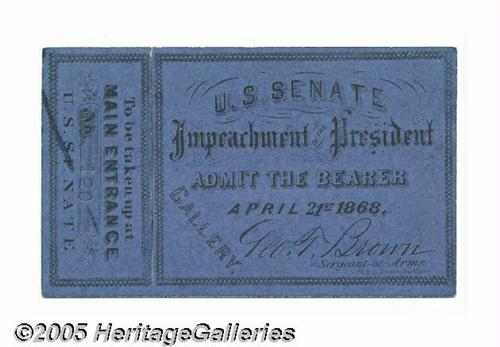 To be taken up at
MAIN ENTRANCE
U. S. SENATE
U. S. SENATE
Impeachment of the President
ADMIT THE BEARER
GALLERY
APRIL 21st 1868.
Geo. T. Brown
Sergeant-at-Arms
©2005 HeritageGalleries